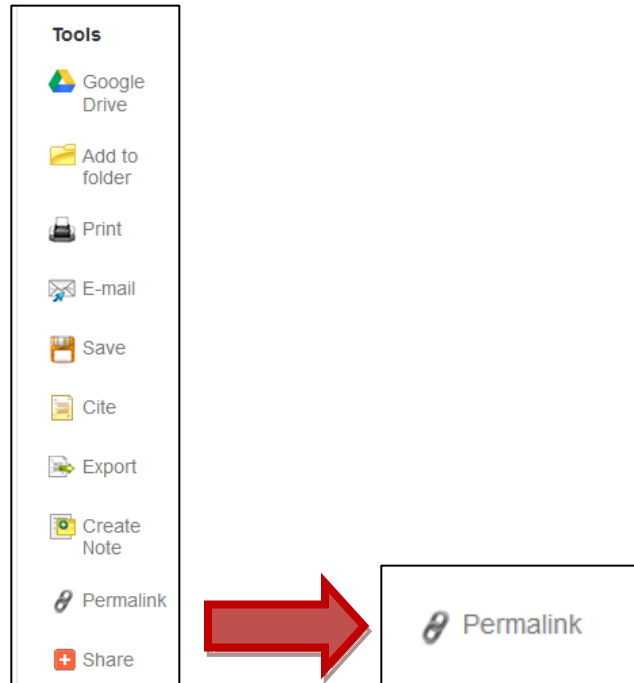 Tools
Google
Drive
Add to
folder
Print
E-mail
Save
Cite
Export
Create
Note
Permalink
Share
Permalink